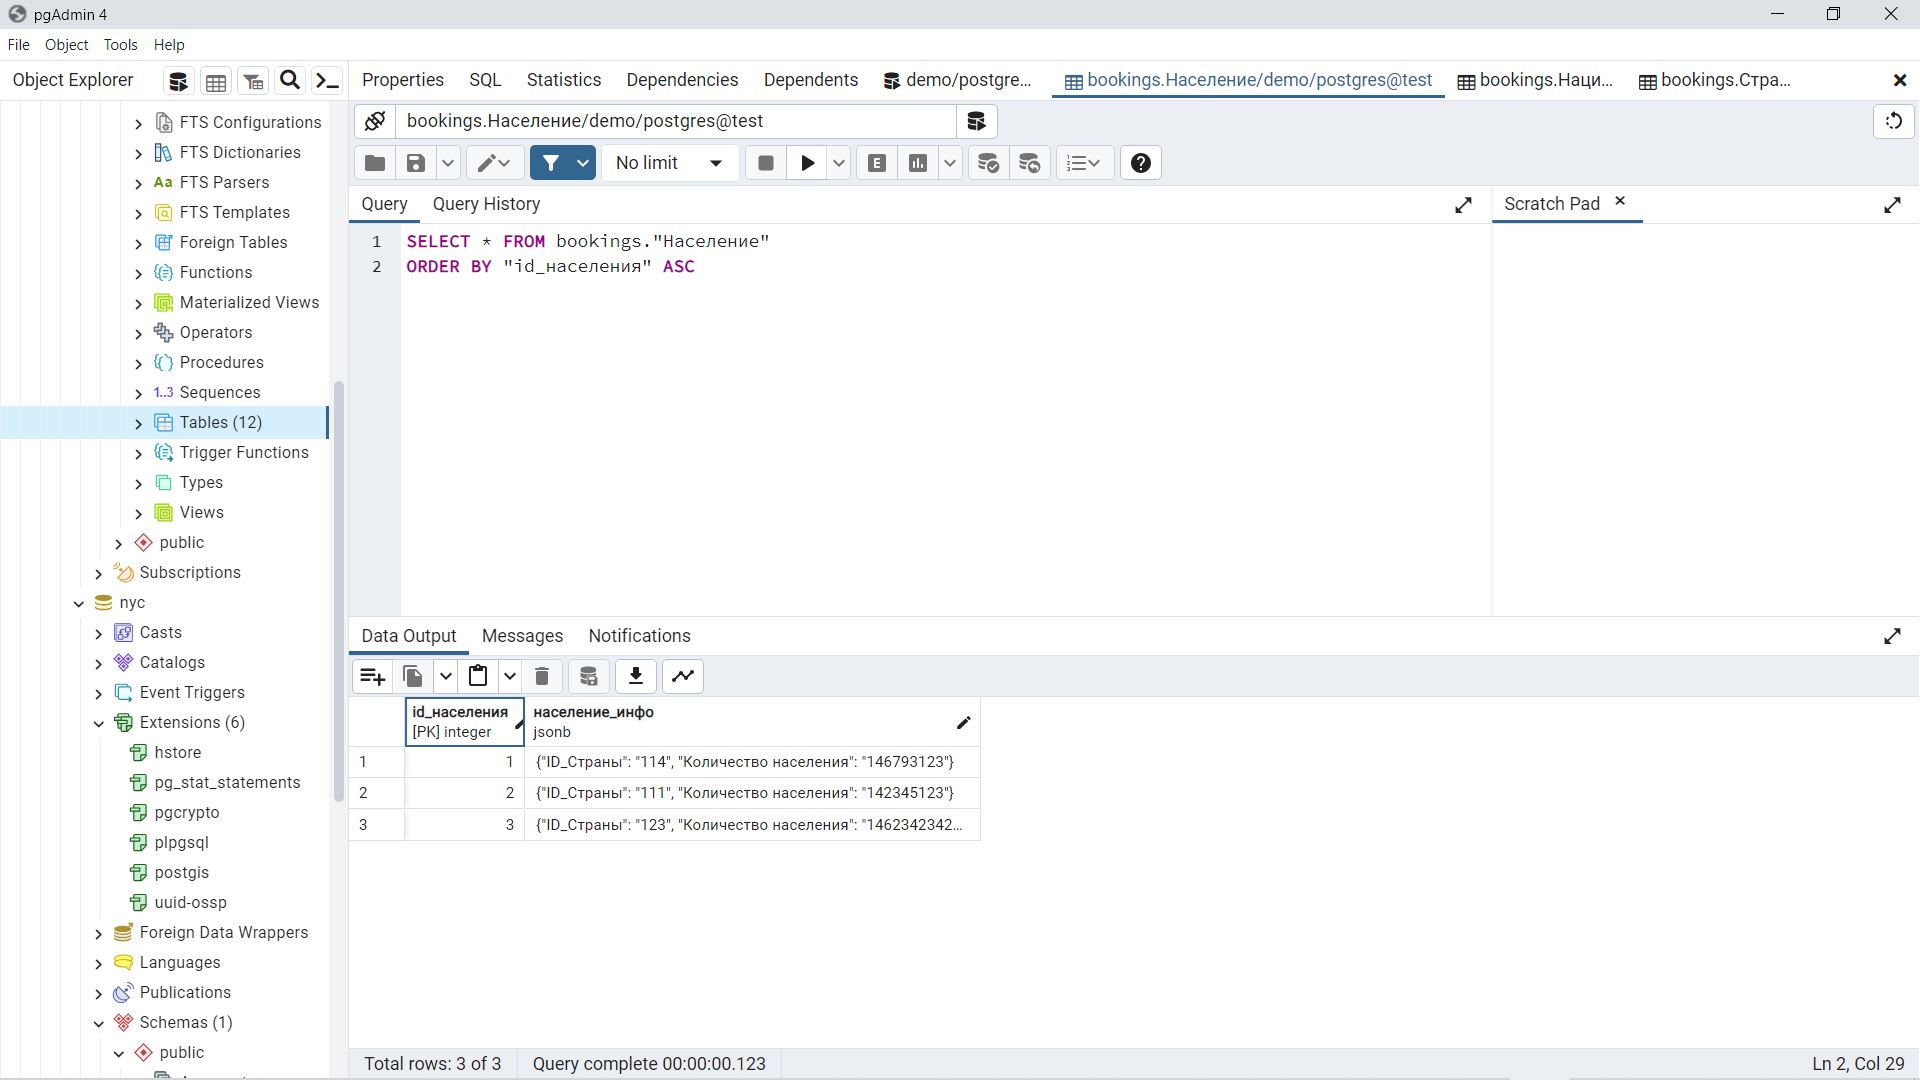 pgAdmin 4
File Object Tools Help
Object Explorer
Properties SQL Statistics Dependencies Dependents demo/postgre... bookings.Население/demo/postgres@test bookings.Наци... bookings.Стра...
bookings.Население/demo/postgres@test
No limit
Query Query History
Scratch Pad
1 SELECT * FROM bookings."Население"
2 ORDER BY "id_населения" ASC
FTS Configurations
FTS Dictionaries
Aa FTS Parsers
FTS Templates
Foreign Tables
Functions
Materialized Views
Operators
Procedures
1..3 Sequences
Tables (12)
Trigger Functions
Types
Views
public
Subscriptions
nyc
Casts
Catalogs
Event Triggers
Extensions (6)
hstore
pg_stat_statements
pgcrypto
plpgsql
postgis
uuid-ossp
Foreign Data Wrappers
Languages
Publications
Schemas (1)
public
Data Output Messages Notifications
id_населения население_инфо
[PK] integer jsonb
1 1 {"ID_Страны": "114", "Количество населения": "146793123"}
2 2 {"ID_Страны": "111", "Количество населения": "142345123"}
3 3 {"ID_Страны": "123", "Количество населения": "1462342342...
Total rows: 3 of 3 Query complete 00:00:00.123 Ln 2, Col 29